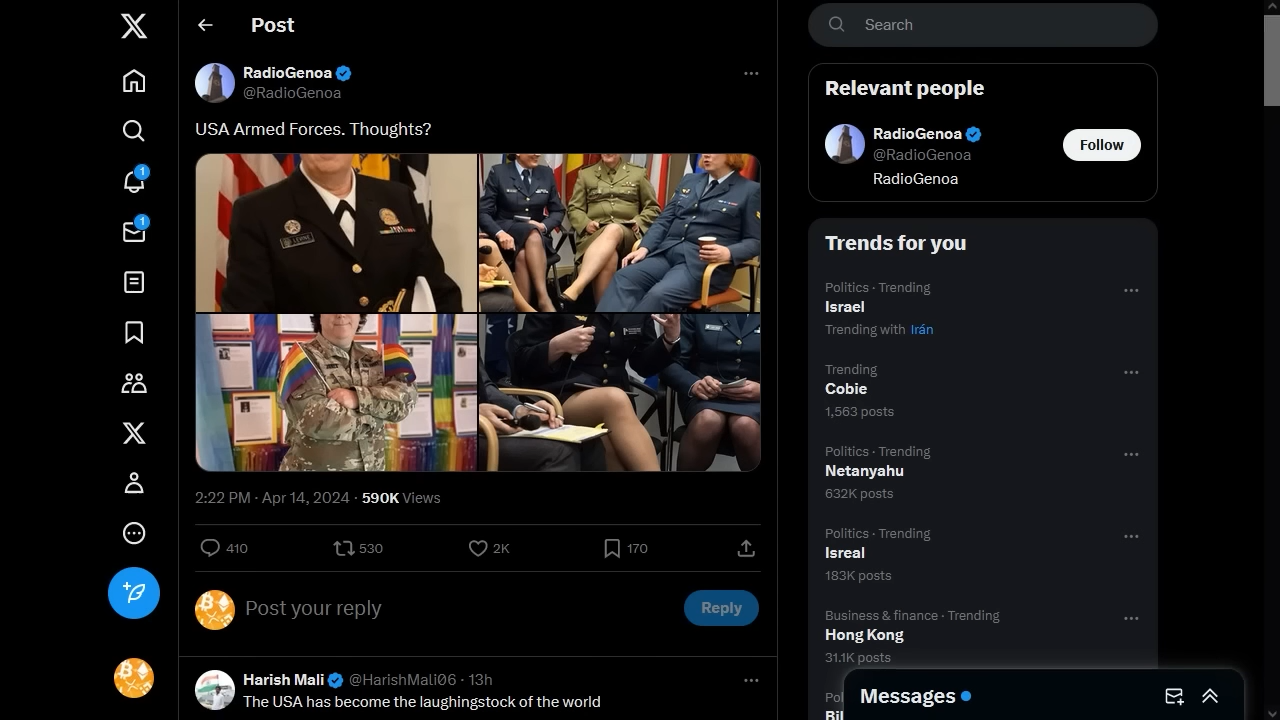 Post
RadioGenoa
@RadioGenoa
USA Armed Forces. Thoughts?
LEVINE
2:22 PM · Apr 14, 2024 · 590K Views
410
530
2K
170
Post your reply
Reply
Harish Mali @HarishMali06 · 13h
The USA has become the laughingstock of the world
1
1
Search
Relevant people
RadioGenoa
@RadioGenoa
RadioGenoa
Follow
Trends for you
Politics · Trending
Israel
Trending with Irán
Trending
Cobie
1,563 posts
Politics · Trending
Netanyahu
632K posts
Politics · Trending
Isreal
183K posts
Business & finance · Trending
Hong Kong
31.1K posts
Messages